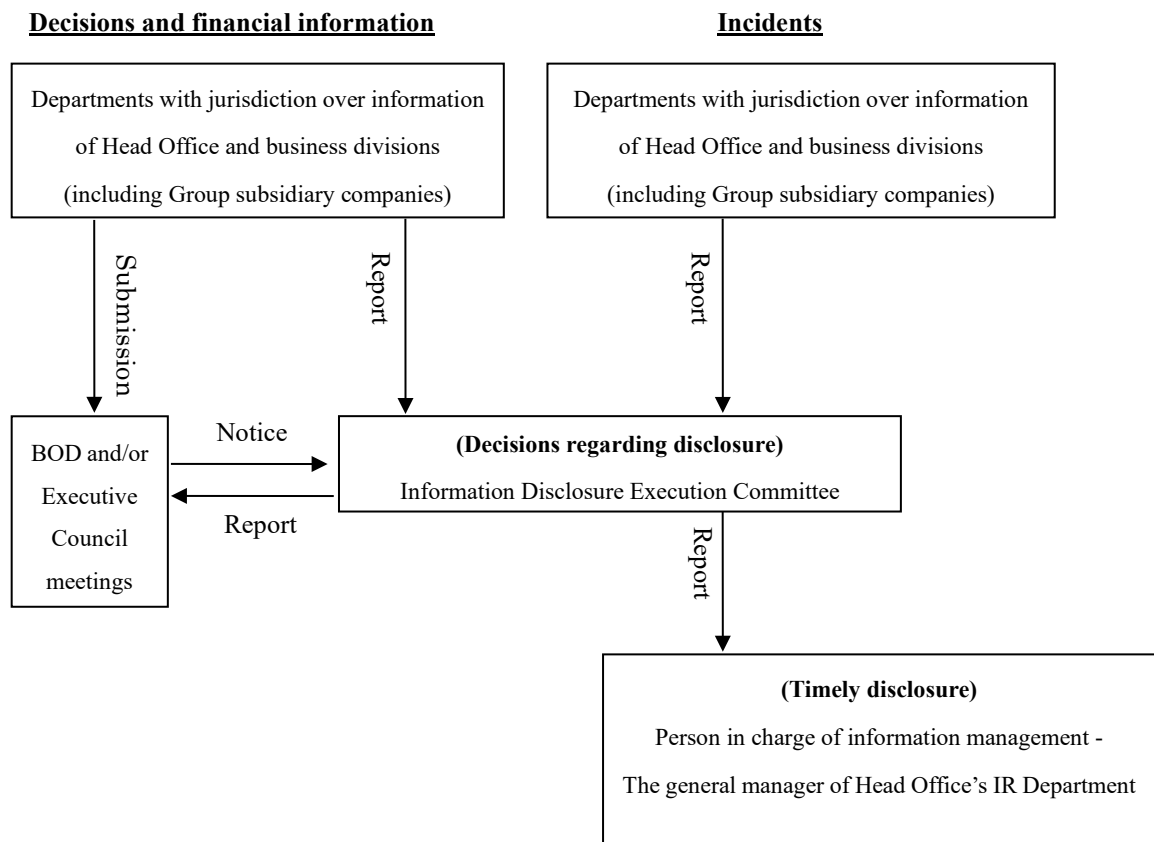 Decisions and financial information
Incidents
Departments with jurisdiction over information
of Head Office and business divisions
(including Group subsidiary companies)
Departments with jurisdiction over information
of Head Office and business divisions
(including Group subsidiary companies)
Submission
Report
Report
BOD and/or
Executive
Council
meetings
Notice
Report
(Decisions regarding disclosure)
Information Disclosure Execution Committee
Report
(Timely disclosure)
Person in charge of information management -
The general manager of Head Office’s IR Department